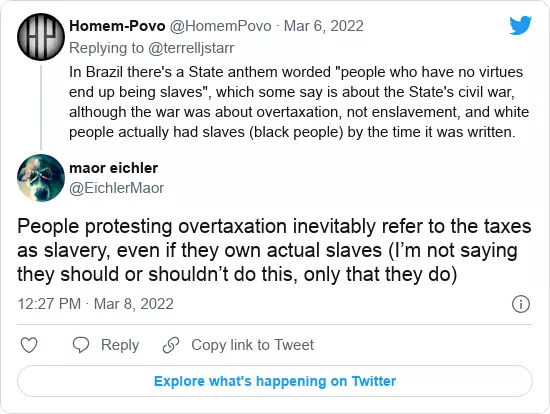 Homem-Povo @HomemPovo · Mar 6, 2022
Replying to @terrelljstarr
In Brazil there's a State anthem worded "people who have no virtues
end up being slaves", which some say is about the State's civil war,
although the war was about overtaxation, not enslavement, and white
people actually had slaves (black people) by the time it was written.
maor eichler
@EichlerMaor
People protesting overtaxation inevitably refer to the taxes
as slavery, even if they own actual slaves (I’m not saying
they should or shouldn’t do this, only that they do)
12:27 PM · Mar 8, 2022
Reply
Copy link to Tweet
Explore what's happening on Twitter